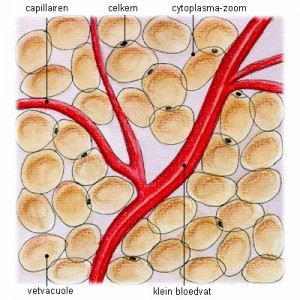 capillairen
celkern
cytoplasma-zoom
vetvacuole
klein bloedvat